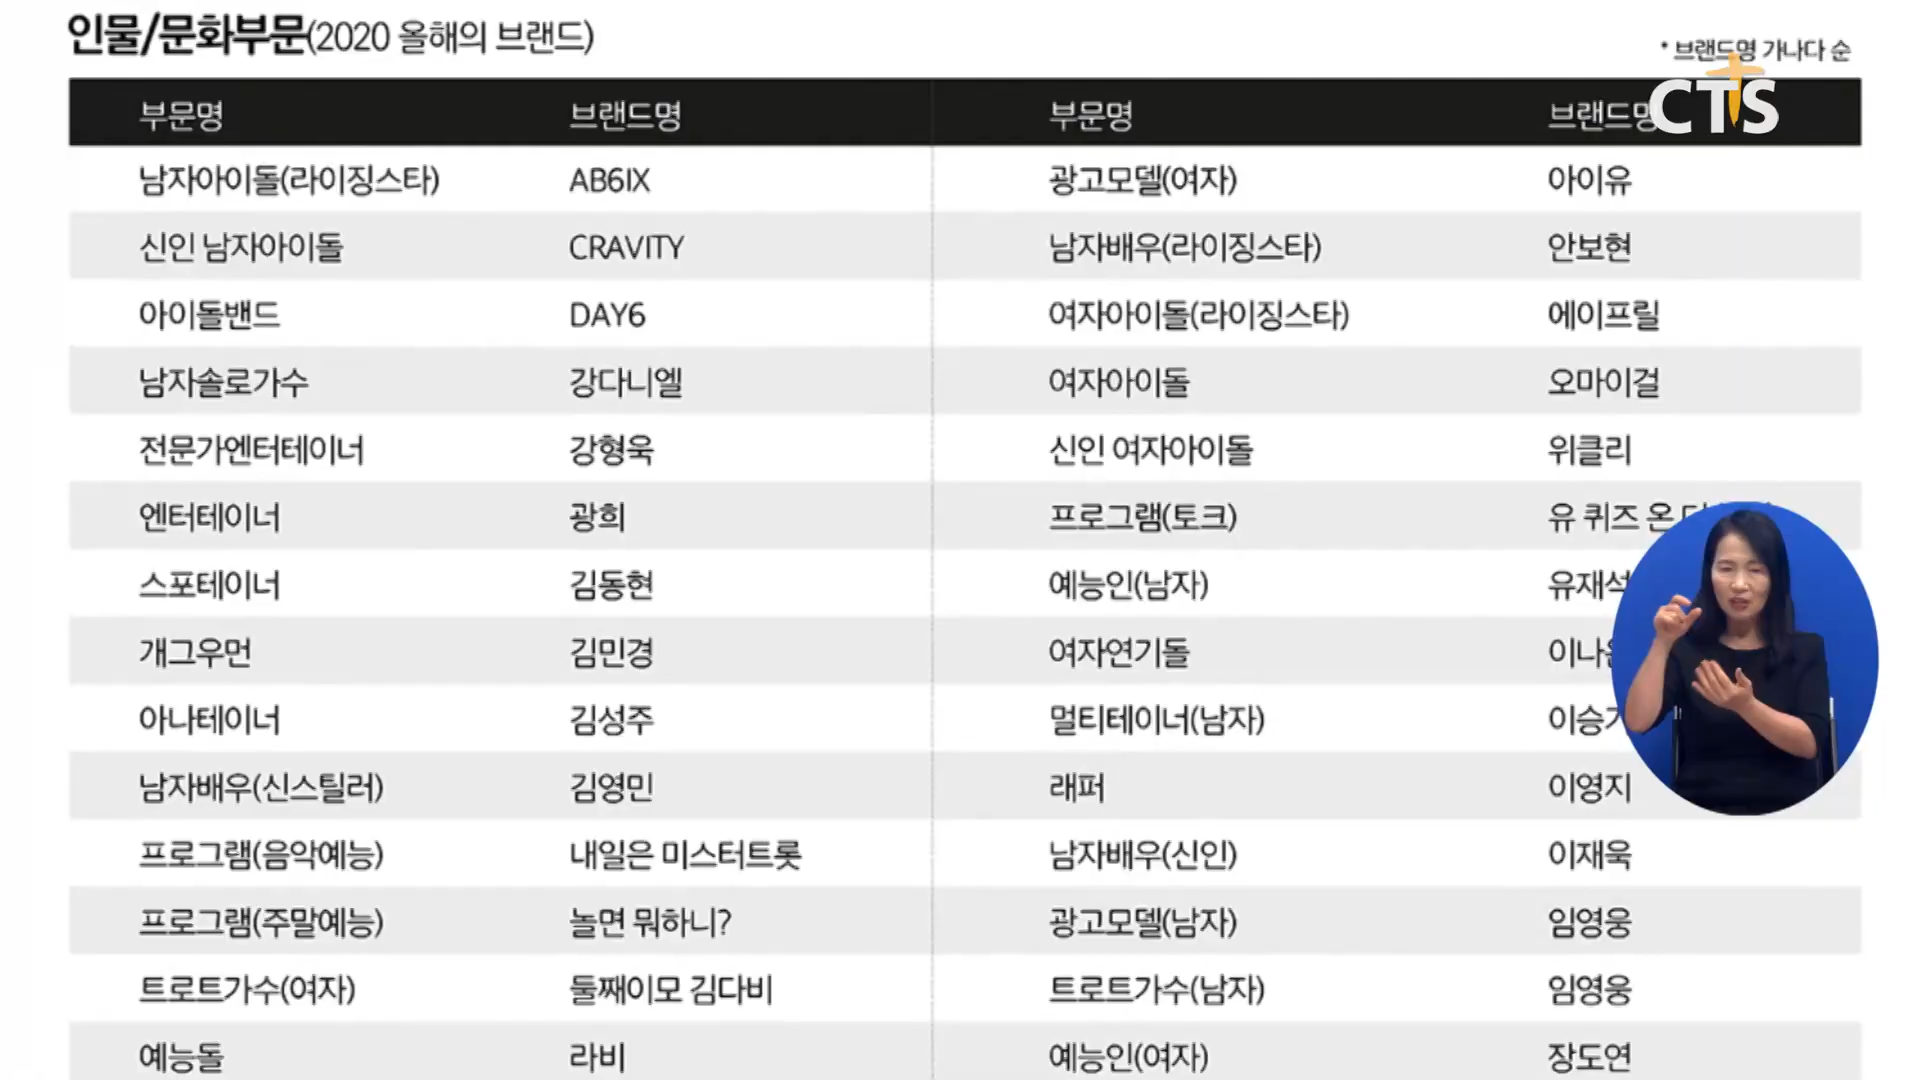 인물/문화부문(2020 올해의 브랜드)
* 브랜드명 가나다 순
CTS
부문명 브랜드명 부문명 브랜드명
남자아이돌(라이징스타) AB6IX 광고모델(여자) 아이유
신인 남자아이돌 CRAVITY 남자배우(라이징스타) 안보현
아이돌밴드 DAY6 여자아이돌(라이징스타) 에이프릴
남자솔로가수 강다니엘 여자아이돌 오마이걸
전문가엔터테이너 강형욱 신인 여자아이돌 위클리
엔터테이너 광희 프로그램(토크) 유 퀴즈 온
스포테이너 김동현 예능인(남자) 유재석
개그우먼 김민경 여자연기돌
아나테이너 김성주 멀티테이너(남자)
남자배우(신스틸러) 김영민 래퍼 이영지
프로그램(음악예능) 내일은 미스터트롯 남자배우(신인) 이재욱
프로그램(주말예능) 놀면 뭐하니? 광고모델(남자) 임영웅
트로트가수(여자) 둘째이모 김다비 트로트가수(남자) 임영웅
예능돌 라비 예능인(여자) 장도연